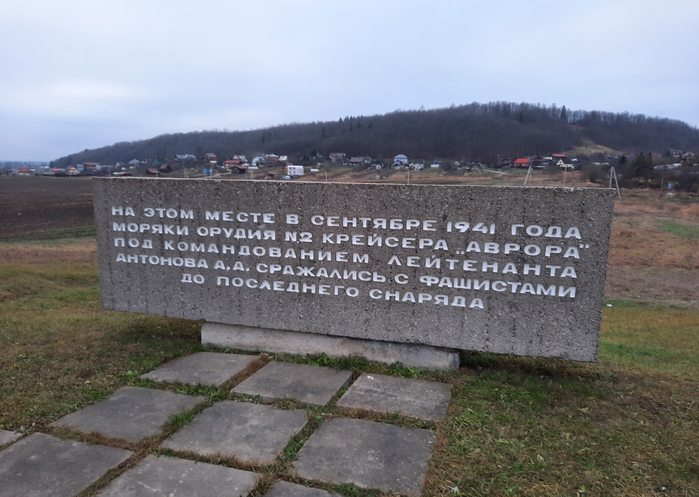 НА ЭТОМ МЕСТЕ В СЕНТЯБРЕ 1941 ГОДА
МОРЯКИ ОРУДИЯ №2 КРЕЙСЕРА „АВРОРА"
ПОД КОМАНДОВАНИЕМ ЛЕЙТЕНАНТА
АНТОНОВА А.А. СРАЖАЛИСЬ С ФАШИСТАМИ
ДО ПОСЛЕДНЕГО СНАРЯДА